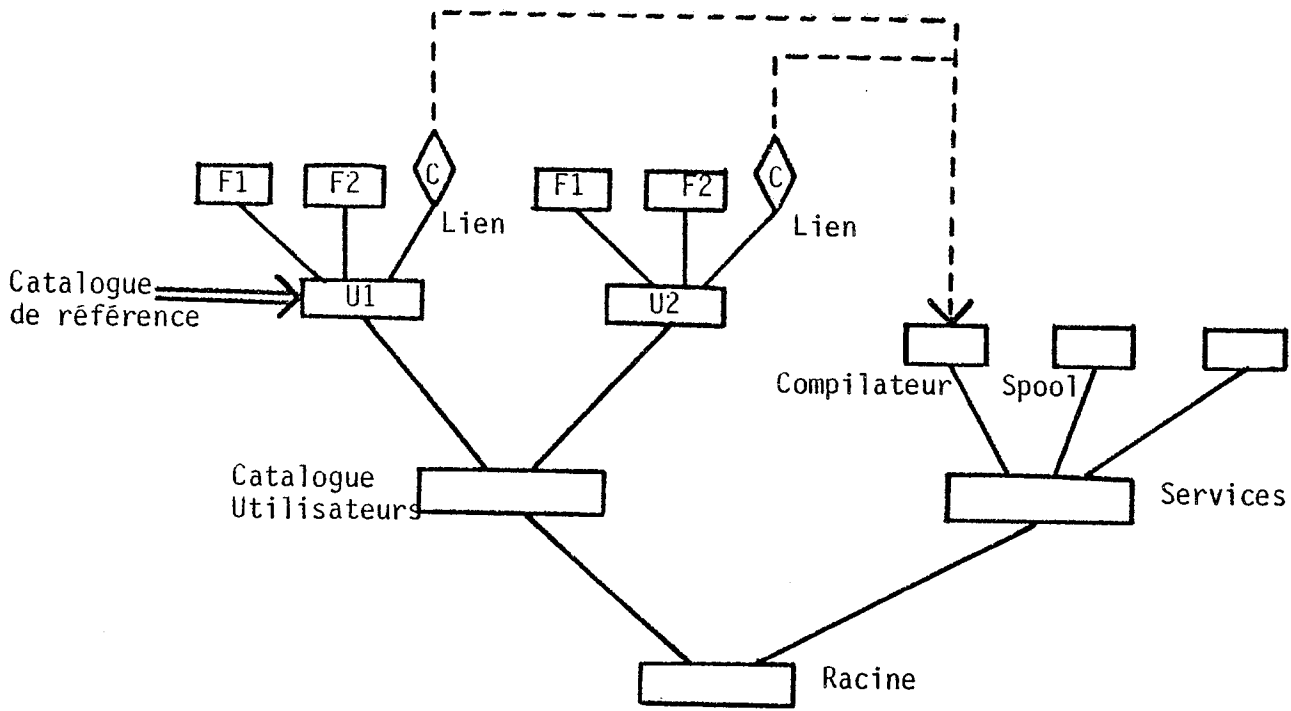 C
C
F1
F2
F1
F2
Lien
Lien
Catalogue
de référence
U1
U2
Compilateur
Spool
Catalogue
Utilisateurs
Services
Racine